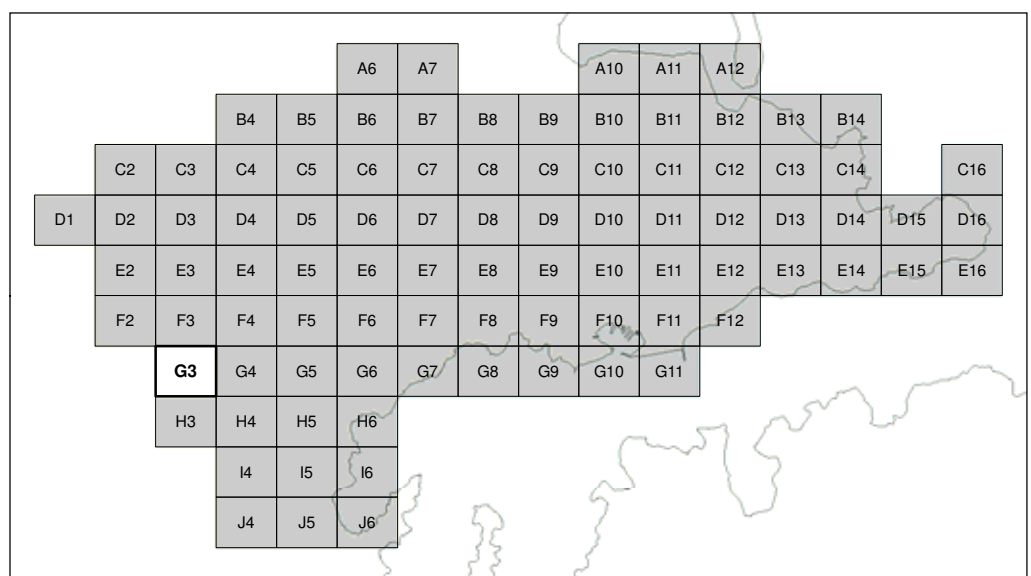 A6 A7 A10 A11 A12
B4 B5 B6 B7 B8 B9 B10 B11 B12 B13 B14
C2 C3 C4 C5 C6 C7 C8 C9 C10 C11 C12 C13 C14 C16
D1 D2 D3 D4 D5 D6 D7 D8 D9 D10 D11 D12 D13 D14 D15 D16
E2 E3 E4 E5 E6 E7 E8 E9 E10 E11 E12 E13 E14 E15 E16
F2 F3 F4 F5 F6 F7 F8 F9 F10 F11 F12
G3 G4 G5 G6 G7 G8 G9 G10 G11
H3 H4 H5 H6
I4 I5 I6
J4 J5 J6